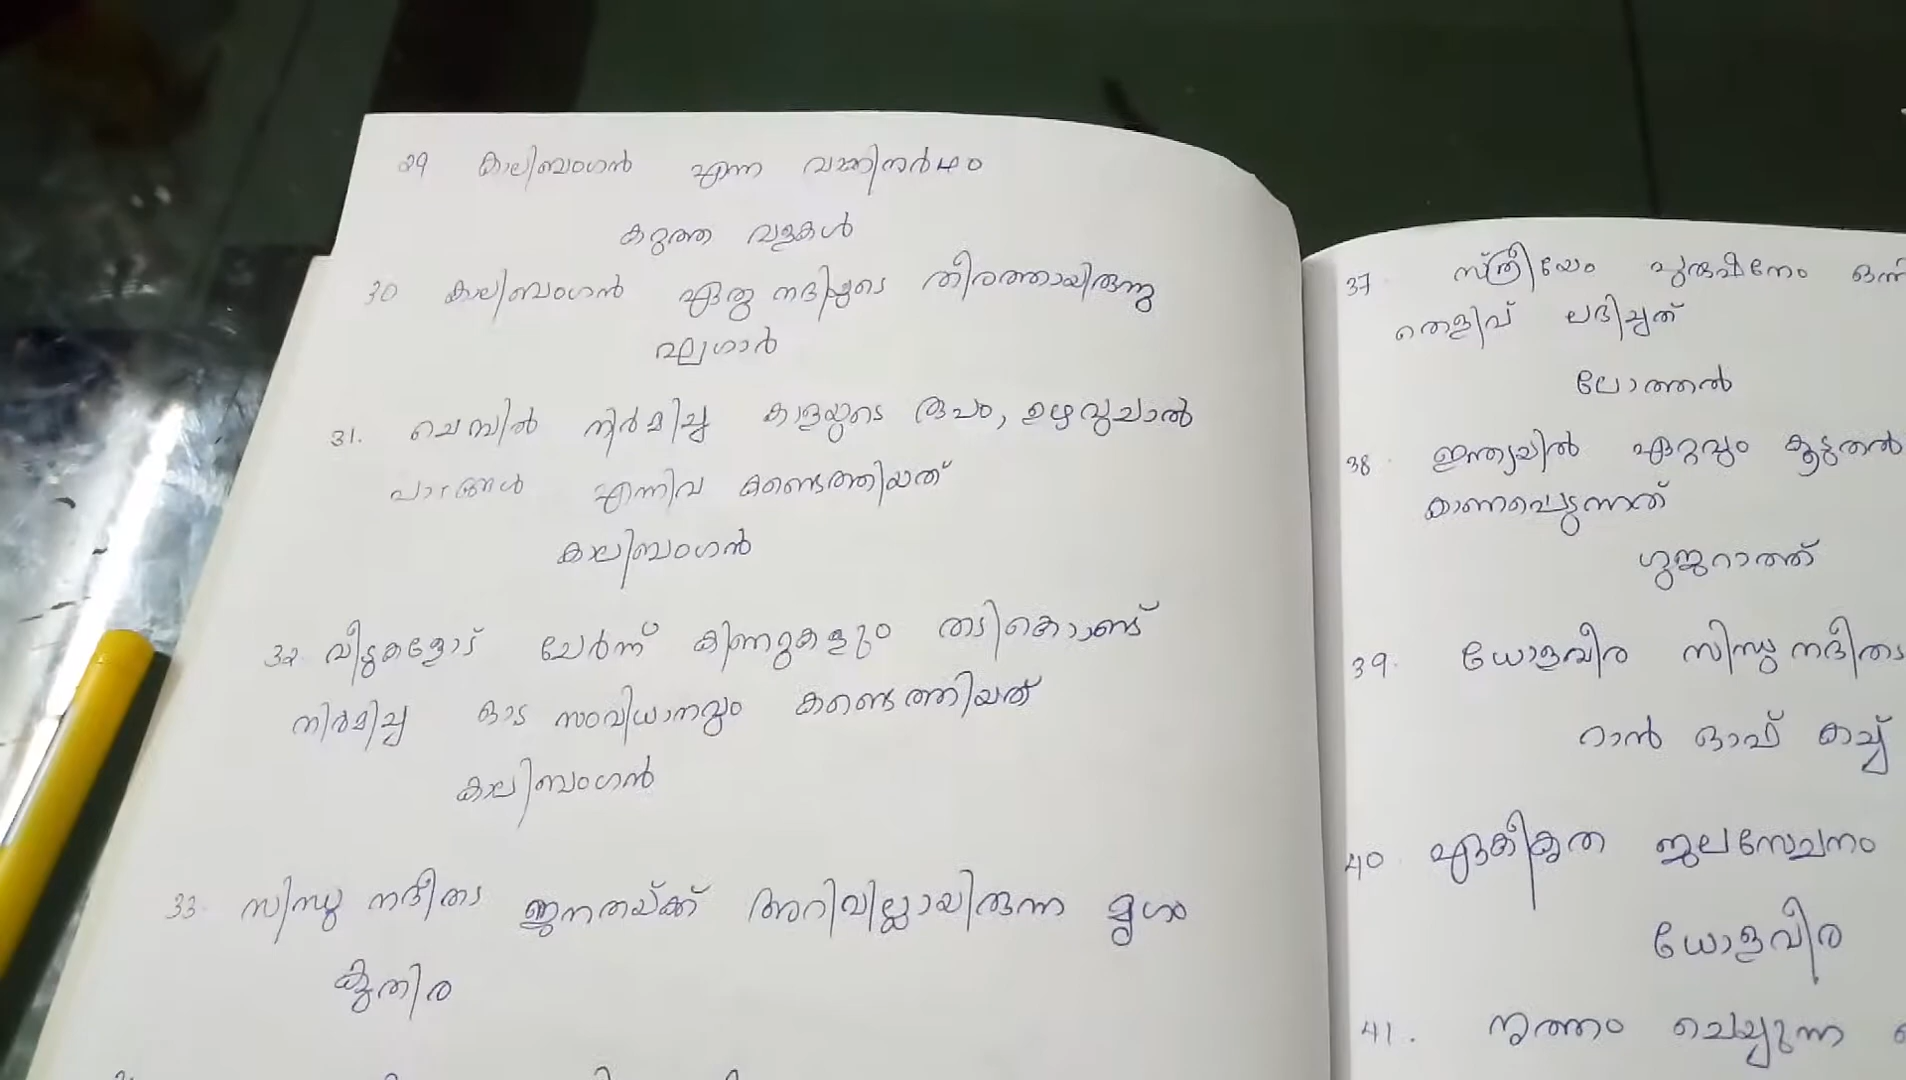 29 കാലിബംഗൻ എന്ന വാക്കിനർഥം
കറുത്ത വളകൾ
30 കാലിബംഗൻ ഏതു നദിയുടെ തീരത്തായിരുന്നു
ഘഗാർ
31. ചെമ്പിൽ നിർമിച്ച കാളയുടെ രൂപം, ഉഴവുചാൽ
പാടങ്ങൾ എന്നിവ കണ്ടെത്തിയത്
കാലിബംഗൻ
32 വീടുകളോട് ചേർന്ന് കിണറുകളും തടികൊണ്ട്
നിർമിച്ച ഓട സംവിധാനവും കണ്ടെത്തിയത്
കാലിബംഗൻ
33 സിന്ധു നദീതട ജനതയ്ക്ക് അറിവില്ലായിരുന്ന മൃഗം
കുതിര
37 സ്ത്രീയേം പുരുഷനേം
തെളിവ് ലഭിച്ചത്
ലോത്തൽ
38 ഇന്ത്യയിൽ ഏറ്റവും കൂടുതൽ
കാണപ്പെടുന്നത്
ഗുജറാത്ത്
39. ധോളവീര സിന്ധു നദീതട
റാൻ ഓഫ് കച്ച്
40 ഏകീകൃത ജലസേചനം
ധോളവീര
41. നൃത്തം ചെയ്യുന്ന